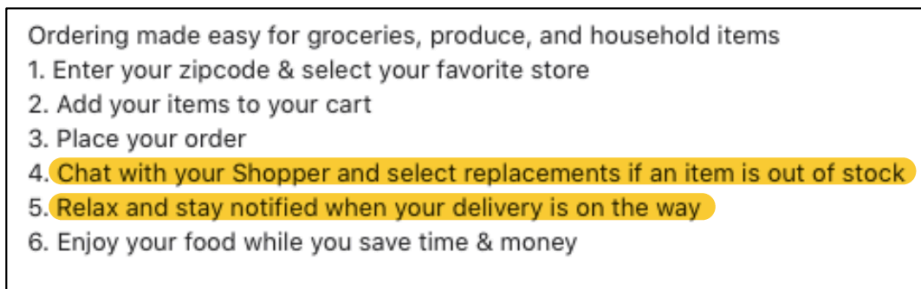 Ordering made easy for groceries, produce, and household items
1. Enter your zipcode & select your favorite store
2. Add your items to your cart
3. Place your order
4. Chat with your Shopper and select replacements if an item is out of stock
5. Relax and stay notified when your delivery is on the way
6. Enjoy your food while you save time & money